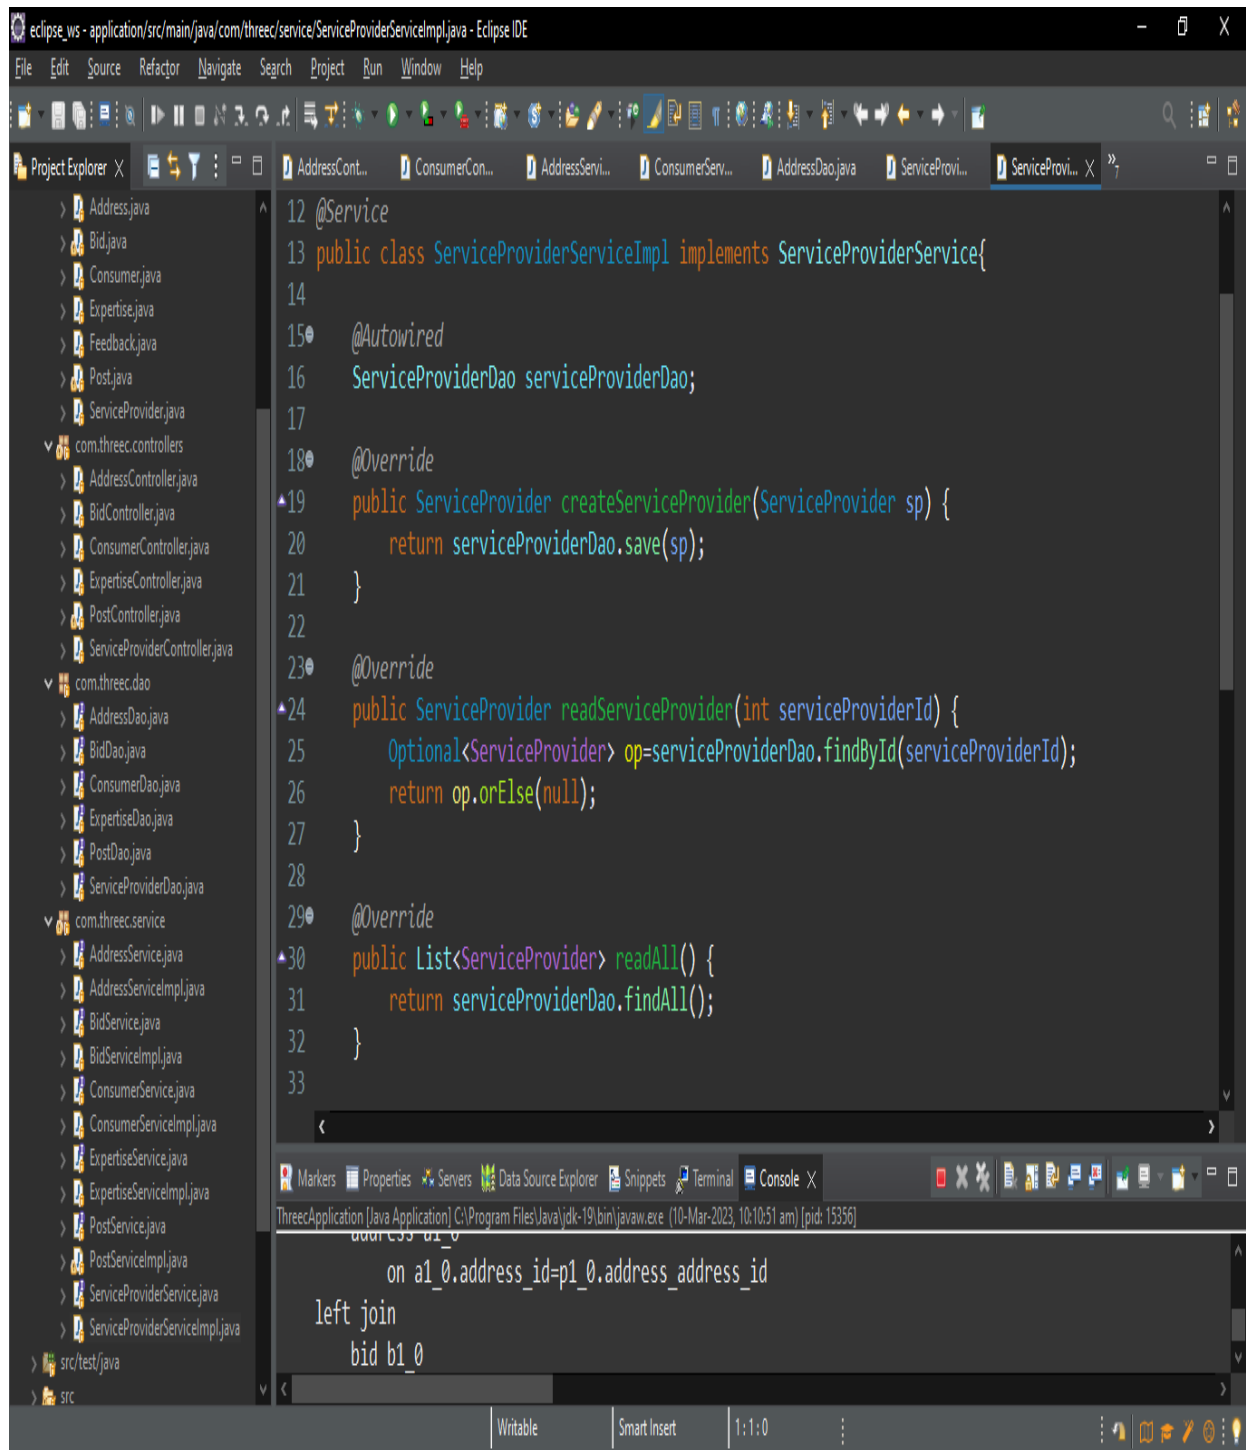 eclipse_ws - application/src/main/java/com/threec/service/ServiceProviderServiceImpl.java - Eclipse IDE
File Edit Source Refactor Navigate Search Project Run Window Help
Project Explorer
AddressCont... ConsumerCon... AddressServi... ConsumerServ... AddressDao.java ServiceProvi... ServiceProvi... »7
Address.java
Bid.java
Consumer.java
Expertise.java
Feedback.java
Post.java
ServiceProvider.java
com.threec.controllers
AddressController.java
BidController.java
ConsumerController.java
ExpertiseController.java
PostController.java
ServiceProviderController.java
com.threec.dao
AddressDao.java
BidDao.java
ConsumerDao.java
ExpertiseDao.java
PostDao.java
ServiceProviderDao.java
com.threec.service
AddressService.java
AddressServiceImpl.java
BidService.java
BidServiceImpl.java
ConsumerService.java
ConsumerServiceImpl.java
ExpertiseService.java
ExpertiseServiceImpl.java
PostService.java
PostServiceImpl.java
ServiceProviderService.java
ServiceProviderServiceImpl.java
src/test/java
src
12 @Service
13 public class ServiceProviderServiceImpl implements ServiceProviderService{
14
15 @Autowired
16 ServiceProviderDao serviceProviderDao;
17
18 @Override
19 public ServiceProvider createServiceProvider(ServiceProvider sp) {
20 return serviceProviderDao.save(sp);
21 }
22
23 @Override
24 public ServiceProvider readServiceProvider(int serviceProviderId) {
25 Optional<ServiceProvider> op=serviceProviderDao.findById(serviceProviderId);
26 return op.orElse(null);
27 }
28
29 @Override
30 public List<ServiceProvider> readAll() {
31 return serviceProviderDao.findAll();
32 }
33
Markers Properties Servers Data Source Explorer Snippets Terminal Console
ThreecApplication [Java Application] C:\Program Files\Java\jdk-19\bin\javaw.exe (10-Mar-2023, 10:10:51 am) [pid: 15356]
address a1_0
on a1_0.address_id=p1_0.address_address_id
left join
bid b1_0
Writable Smart Insert 1:1:0